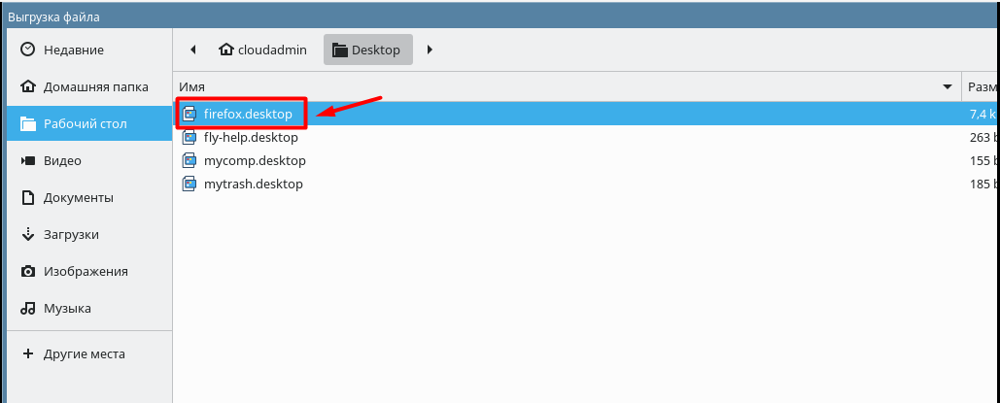 Выгрузка файла
Недавние
Домашняя папка
Рабочий стол
Видео
Документы
Загрузки
Изображения
Музыка
Другие места
cloudadmin
Desktop
Имя
Разм
firefox.desktop
7,4 k
fly-help.desktop
263 b
mycomp.desktop
155 b
mytrash.desktop
185 b